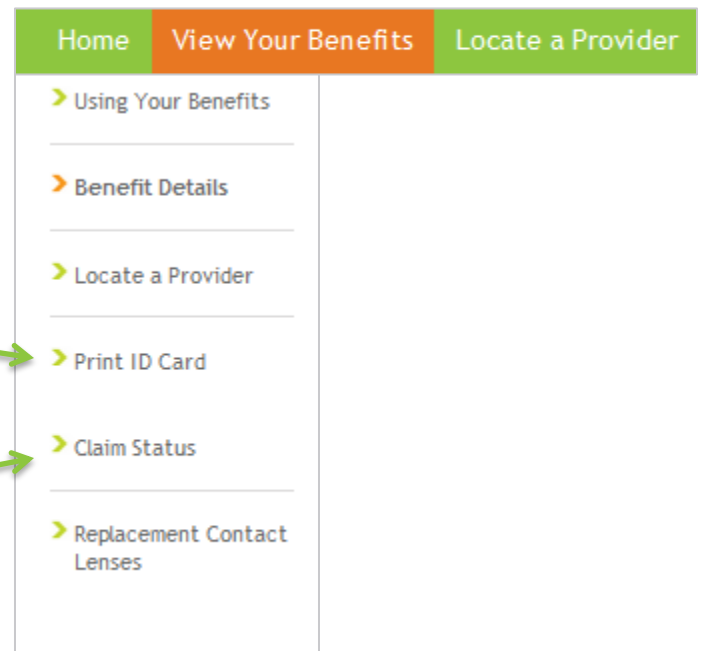 Home View Your Benefits Locate a Provider
Using Your Benefits
Benefit Details
Locate a Provider
Print ID Card
Claim Status
Replacement Contact
Lenses